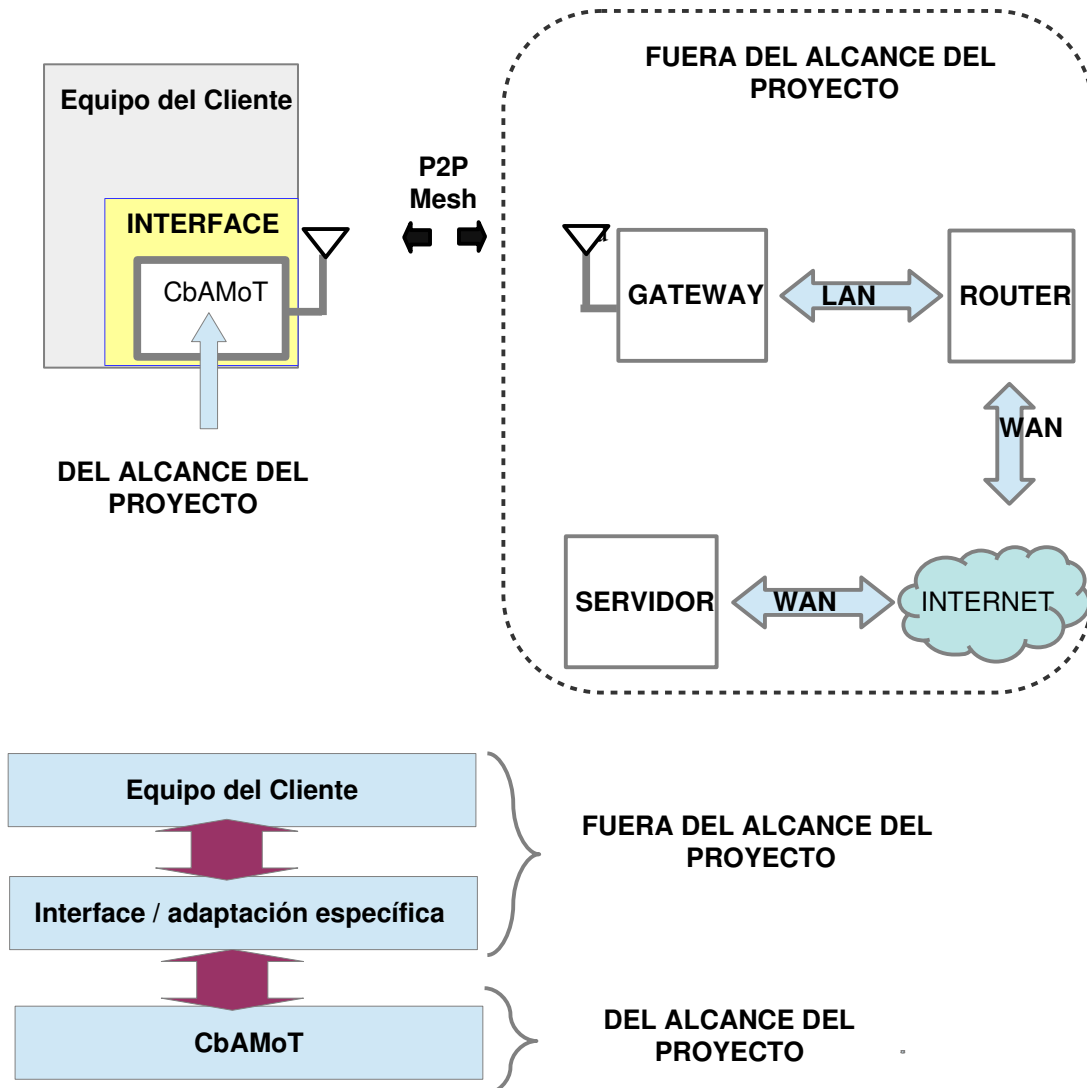 FUERA DEL ALCANCE DEL
PROYECTO
Equipo del Cliente
P2P
Mesh
INTERFACE
CbAMoT
GATEWAY
LAN
ROUTER
WAN
DEL ALCANCE DEL
PROYECTO
SERVIDOR
WAN
INTERNET
Equipo del Cliente
FUERA DEL ALCANCE DEL
PROYECTO
Interface / adaptación específica
CbAMoT
DEL ALCANCE DEL
PROYECTO